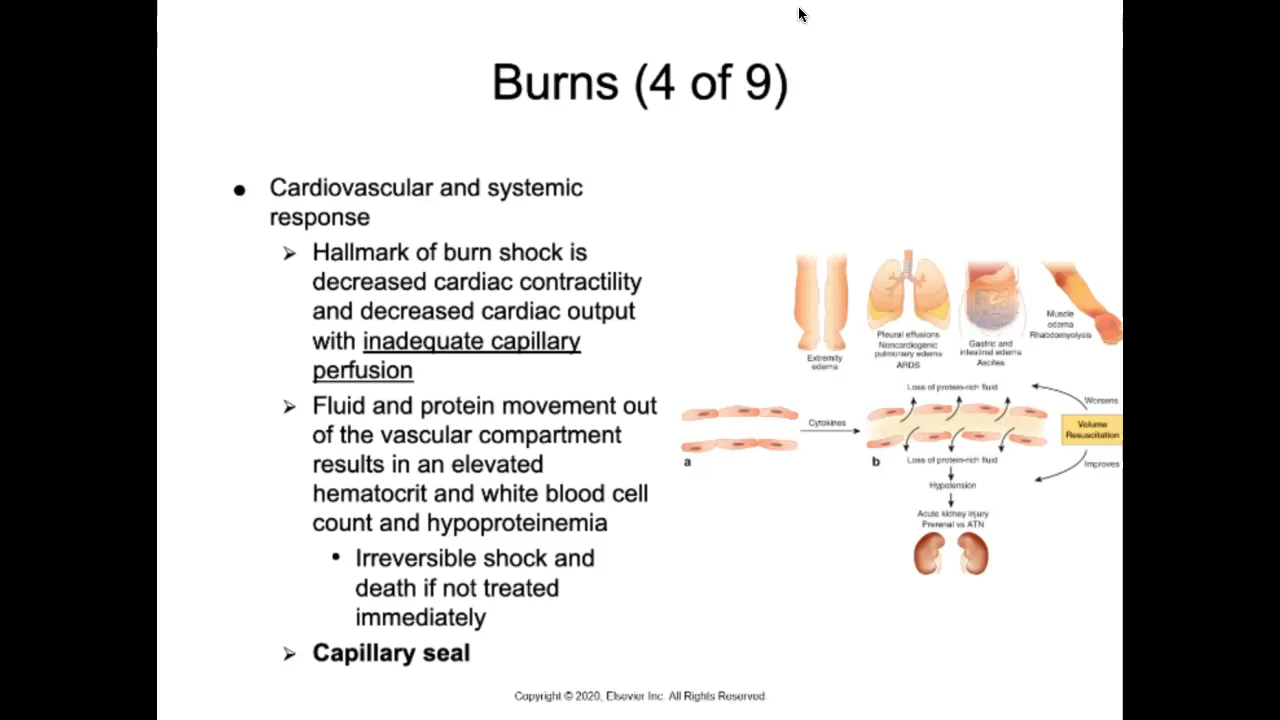 Burns (4 of 9)
● Cardiovascular and systemic
response
➢ Hallmark of burn shock is
decreased cardiac contractility
and decreased cardiac output
with inadequate capillary
perfusion
➢ Fluid and protein movement out
of the vascular compartment
results in an elevated
hematocrit and white blood cell
count and hypoproteinemia
• Irreversible shock and
death if not treated
immediately
➢ Capillary seal
Extremity
edema
Pleural effusions
Noncardiogenic
pulmonary edema
ARDS
Gastric and
intestinal edema
Ascites
Muscle
edema
Rhabdomyolysis
Loss of protein-rich fluid
Worsens
Cytokines
Volume
Resuscitation
a
b
Loss of protein-rich fluid
Improves
Hypotension
Acute kidney injury
Prerenal vs ATN
Copyright © 2020, Elsevier Inc. All Rights Reserved.